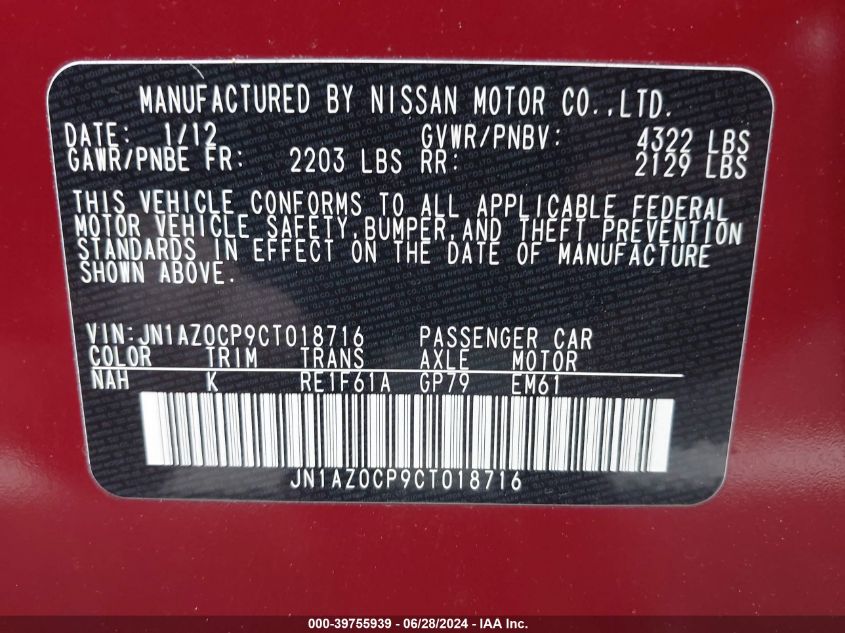 MANUFACTURED BY NISSAN MOTOR CO.,LTD.
DATE: 1/12 GVWR/PNBV: 4322 LBS
GAWR/PNBE FR: 2203 LBS RR: 2129 LBS
THIS VEHICLE CONFORMS TO ALL APPLICABLE FEDERAL
MOTOR VEHICLE SAFETY,BUMPER,AND THEFT PREVENTION
STANDARDS IN EFFECT ON THE DATE OF MANUFACTURE
SHOWN ABOVE.
VIN:JN1AZ0CP9CT018716 PASSENGER CAR
COLOR TRIM TRANS AXLE MOTOR
NAH K RE1F61A GP79 EM61
JN1AZ0CP9CT018716
000-39755939 - 06/28/2024 - IAA Inc.